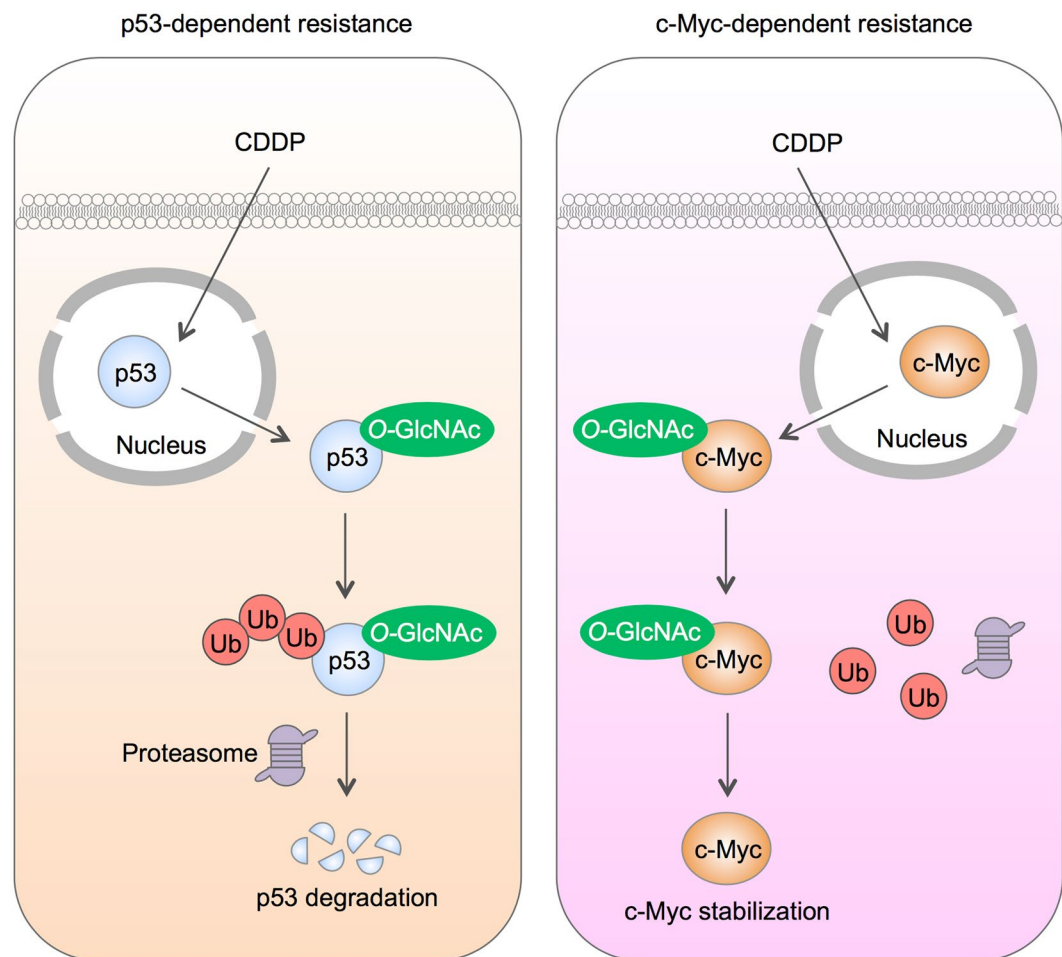 p53-dependent resistance
CDDP
p53
Nucleus
O-GlcNAc
p53
O-GlcNAc
Ub
Ub
Ub
p53
Proteasome
p53 degradation
c-Myc-dependent resistance
CDDP
c-Myc
Nucleus
O-GlcNAc
c-Myc
O-GlcNAc
c-Myc
Ub
Ub
Ub
c-Myc
c-Myc stabilization